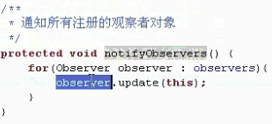 /**
* 通知所有注册的观察者对象
*/
protected void notifyObservers() {
for(Observer observer : observers){
observer.update(this);
}
}